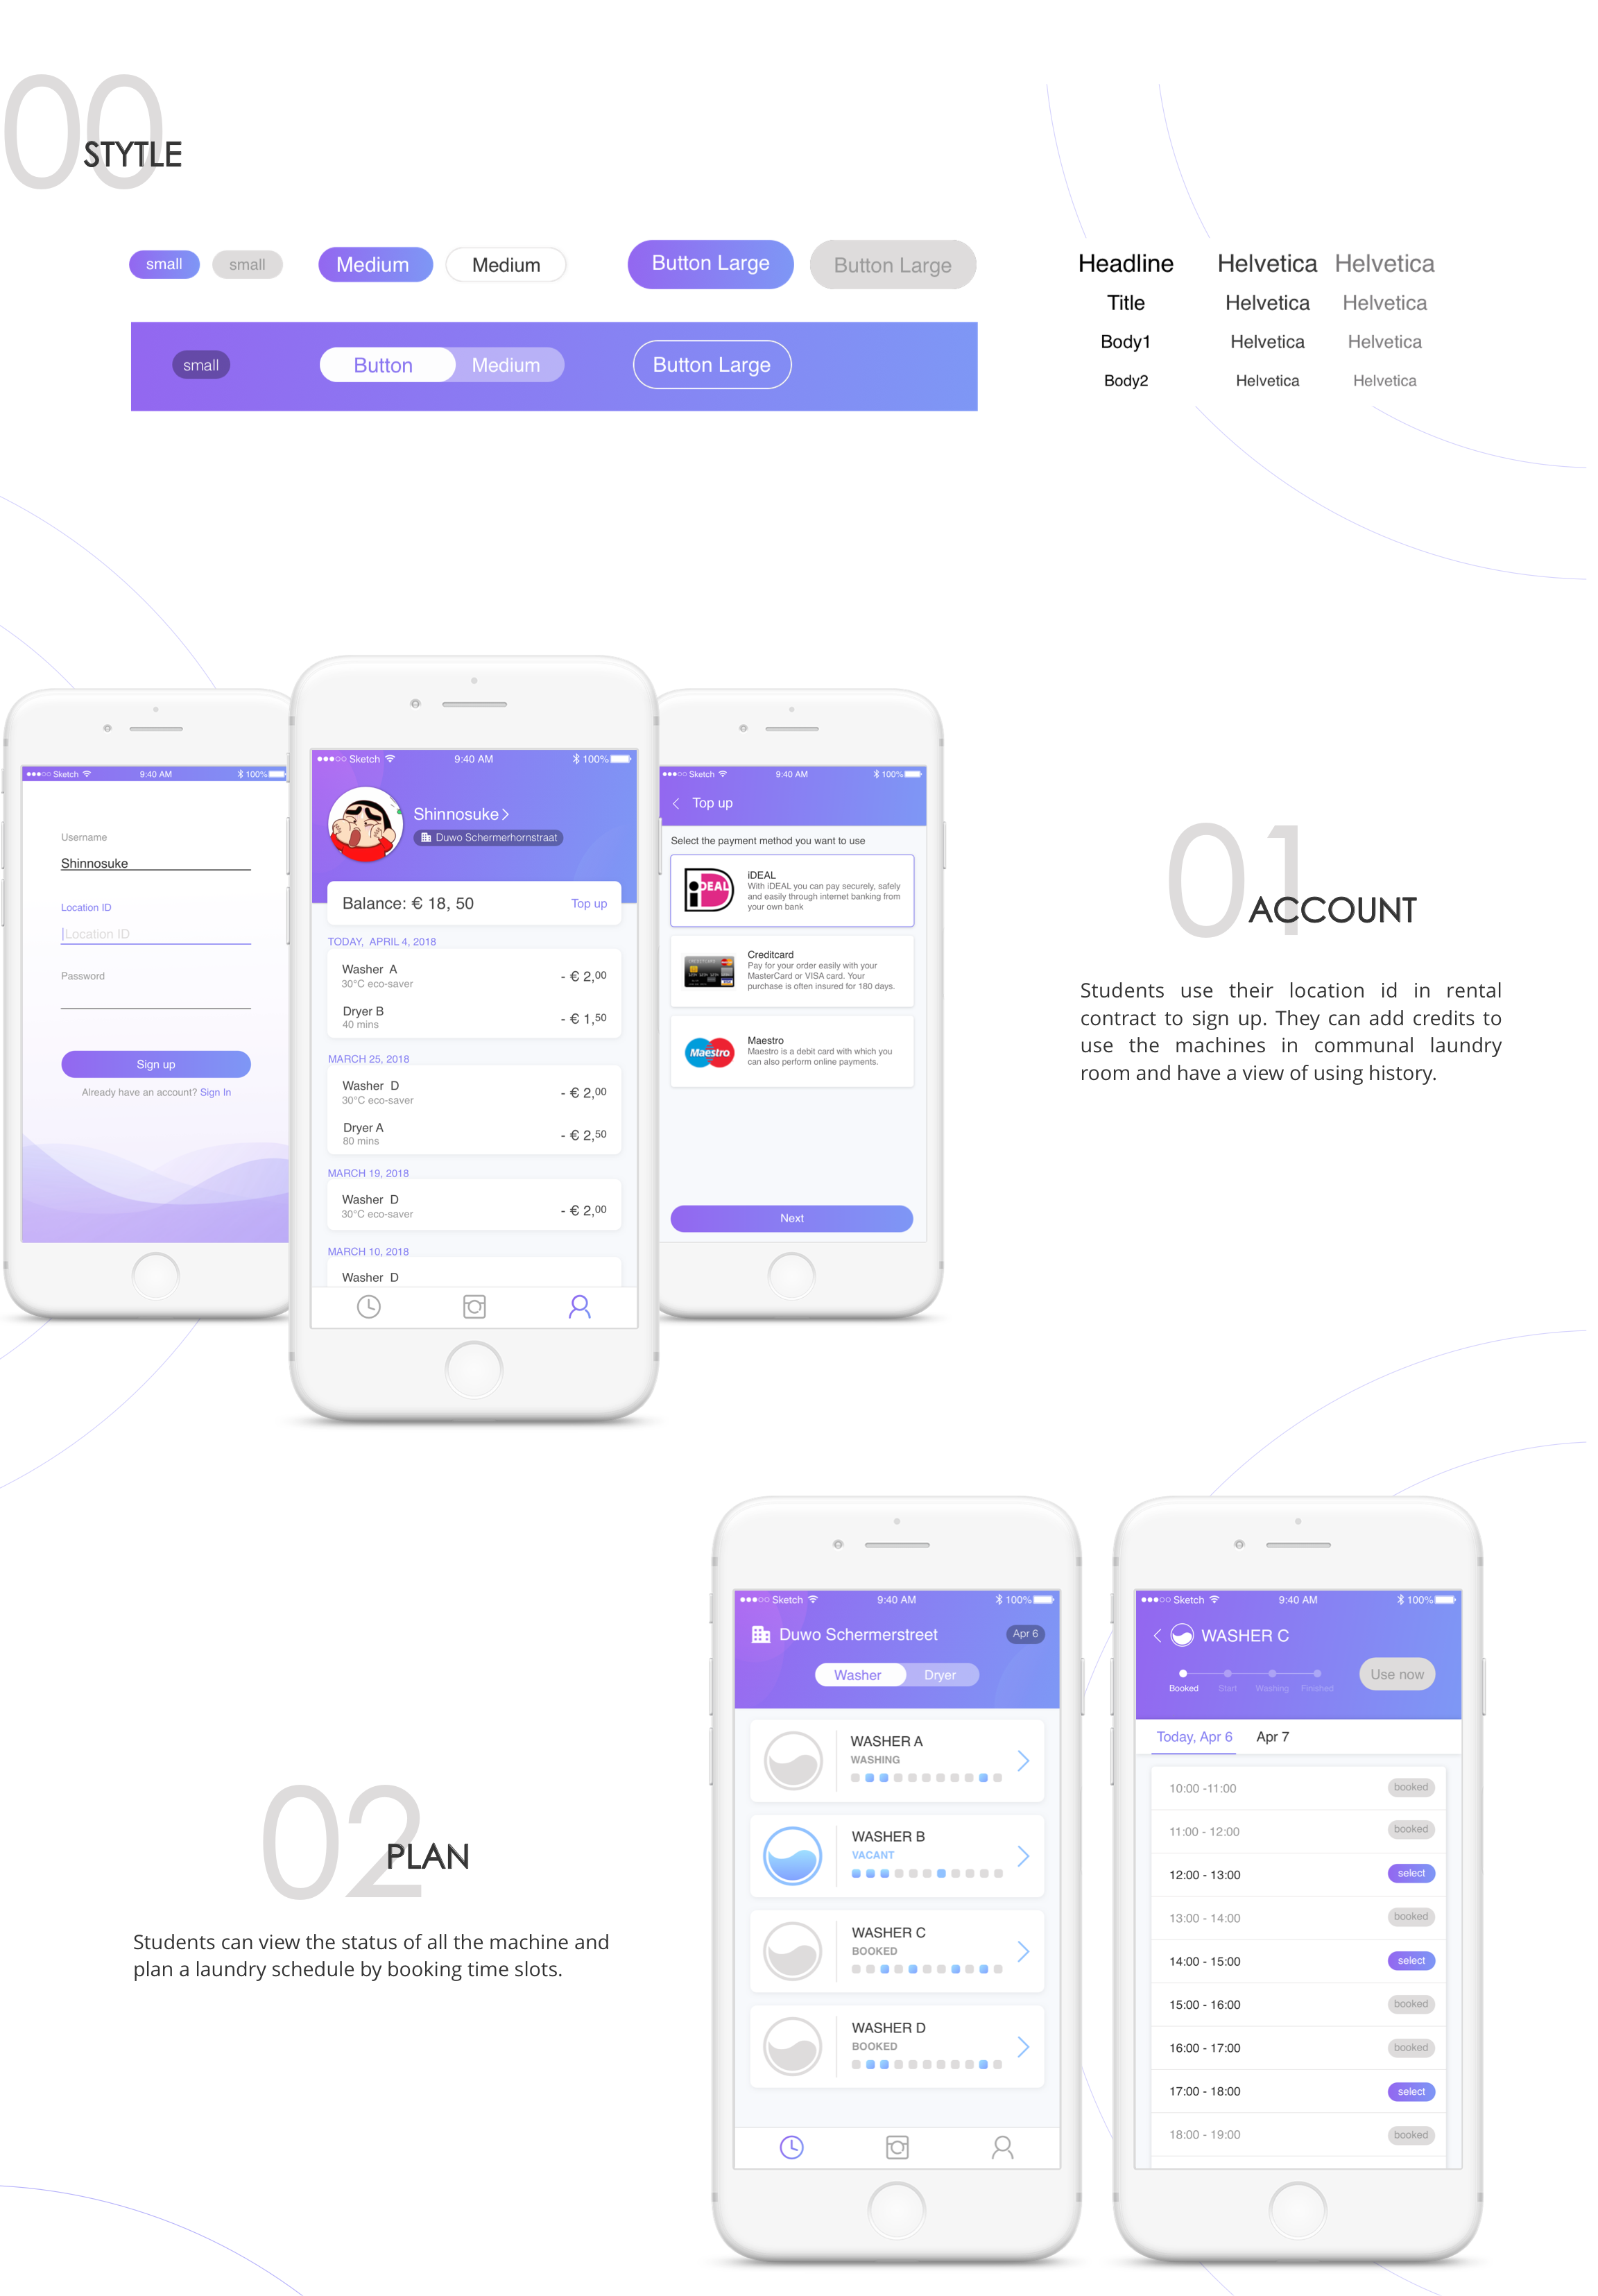 00
STYTLE
small small Medium Medium Button Large Button Large
small Button Medium Button Large
Headline Helvetica Helvetica
Title Helvetica Helvetica
Body1 Helvetica Helvetica
Body2 Helvetica Helvetica
Sketch 9:40 AM 100%
Username
Shinnosuke
Location ID
Location ID
Password
Sign up
Already have an account? Sign In
Sketch 9:40 AM 100%
Shinnosuke
Duwo Schermerhornstraat
Balance: € 18, 50 Top up
TODAY, APRIL 4, 2018
Washer A
30°C eco-saver
- € 2,00
Dryer B
40 mins
- € 1,50
MARCH 25, 2018
Washer D
30°C eco-saver
- € 2,00
Dryer A
80 mins
- € 2,50
MARCH 19, 2018
Washer D
30°C eco-saver
- € 2,00
MARCH 10, 2018
Washer D
Sketch 9:40 AM 100%
Top up
Select the payment method you want to use
iDEAL
iDEAL
With iDEAL you can pay securely, safely
and easily through internet banking from
your own bank
Creditcard
Pay for your order easily with your
MasterCard or VISA card. Your
purchase is often insured for 180 days.
Maestro
Maestro
Maestro is a debit card with which you
can also perform online payments.
Next
01
ACCOUNT
Students use their location id in rental
contract to sign up. They can add credits to
use the machines in communal laundry
room and have a view of using history.
02
PLAN
Students can view the status of all the machine and
plan a laundry schedule by booking time slots.
Sketch 9:40 AM 100%
Duwo Schermerstreet Apr 6
Washer Dryer
WASHER A
WASHING
WASHER B
VACANT
WASHER C
BOOKED
WASHER D
BOOKED
Sketch 9:40 AM 100%
WASHER C
Booked Start Washing Finished
Use now
Today, Apr 6 Apr 7
10:00 -11:00 booked
11:00 - 12:00 booked
12:00 - 13:00 select
13:00 - 14:00 booked
14:00 - 15:00 select
15:00 - 16:00 booked
16:00 - 17:00 booked
17:00 - 18:00 select
18:00 - 19:00 booked